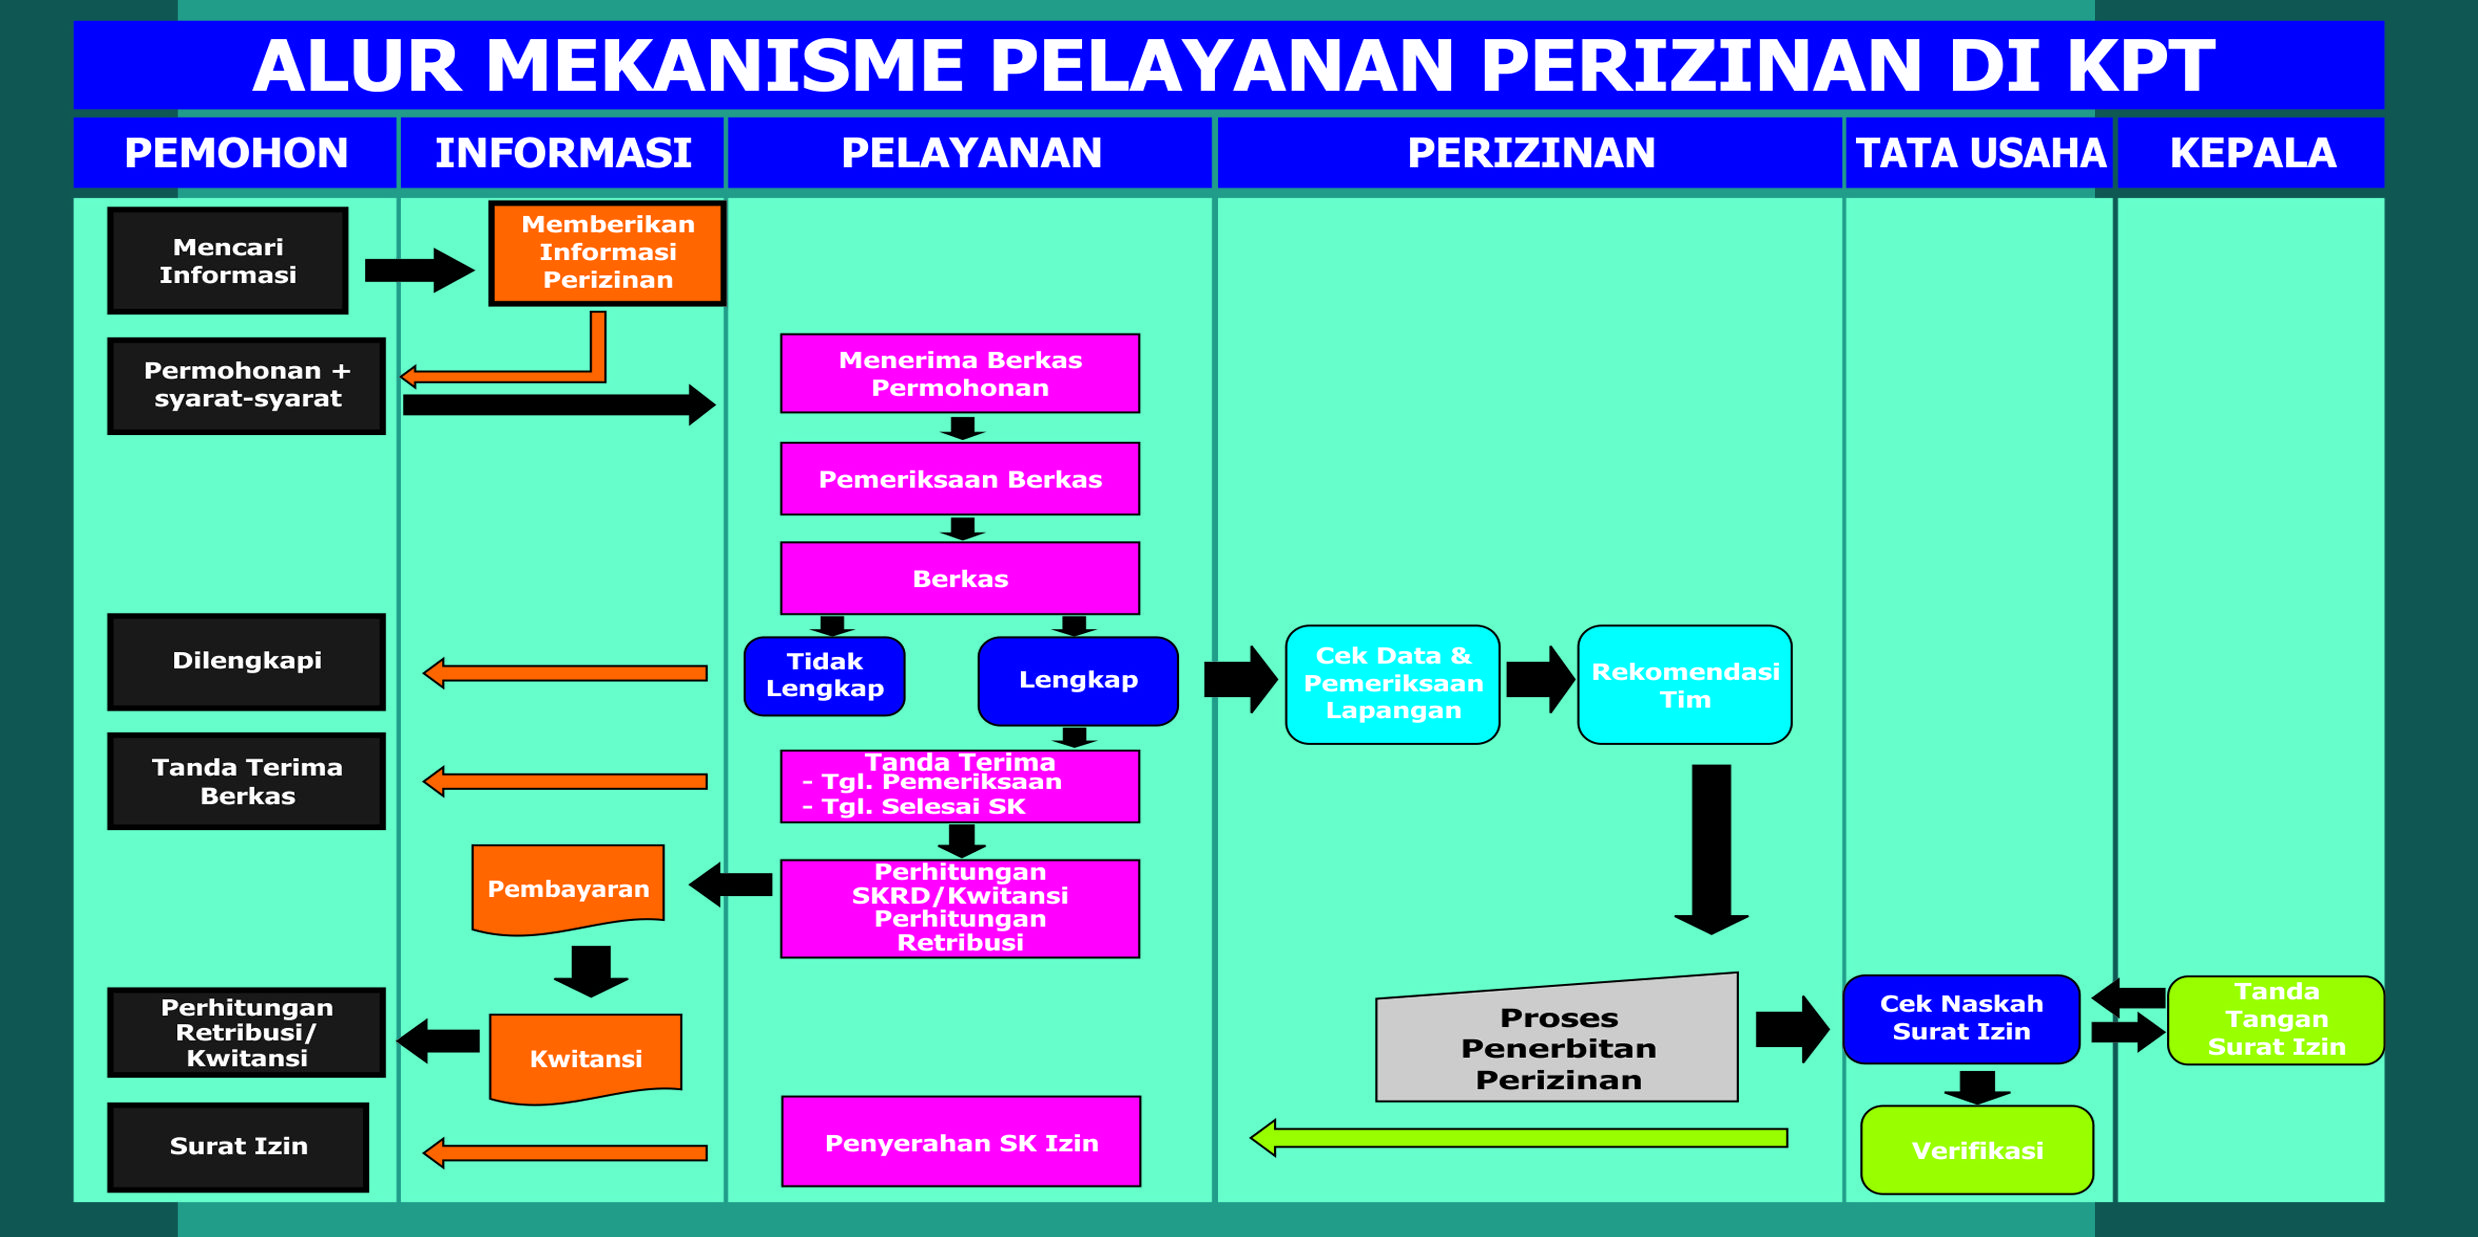 ALUR MEKANISME PELAYANAN PERIZINAN DI KPT
PEMOHON
INFORMASI
PELAYANAN
PERIZINAN
TATA USAHA
KEPALA
Mencari
Informasi
Memberikan
Informasi
Perizinan
Permohonan +
syarat-syarat
Menerima Berkas
Permohonan
Pemeriksaan Berkas
Berkas
Dilengkapi
Tidak
Lengkap
Lengkap
Cek Data &
Pemeriksaan
Lapangan
Rekomendasi
Tim
Tanda Terima
Berkas
Tanda Terima
- Tgl. Pemeriksaan
- Tgl. Selesai SK
Pembayaran
Perhitungan
SKRD/Kwitansi
Perhitungan
Retribusi
Perhitungan
Retribusi/
Kwitansi
Kwitansi
Proses
Penerbitan
Perizinan
Cek Naskah
Surat Izin
Tanda
Tangan
Surat Izin
Surat Izin
Penyerahan SK Izin
Verifikasi